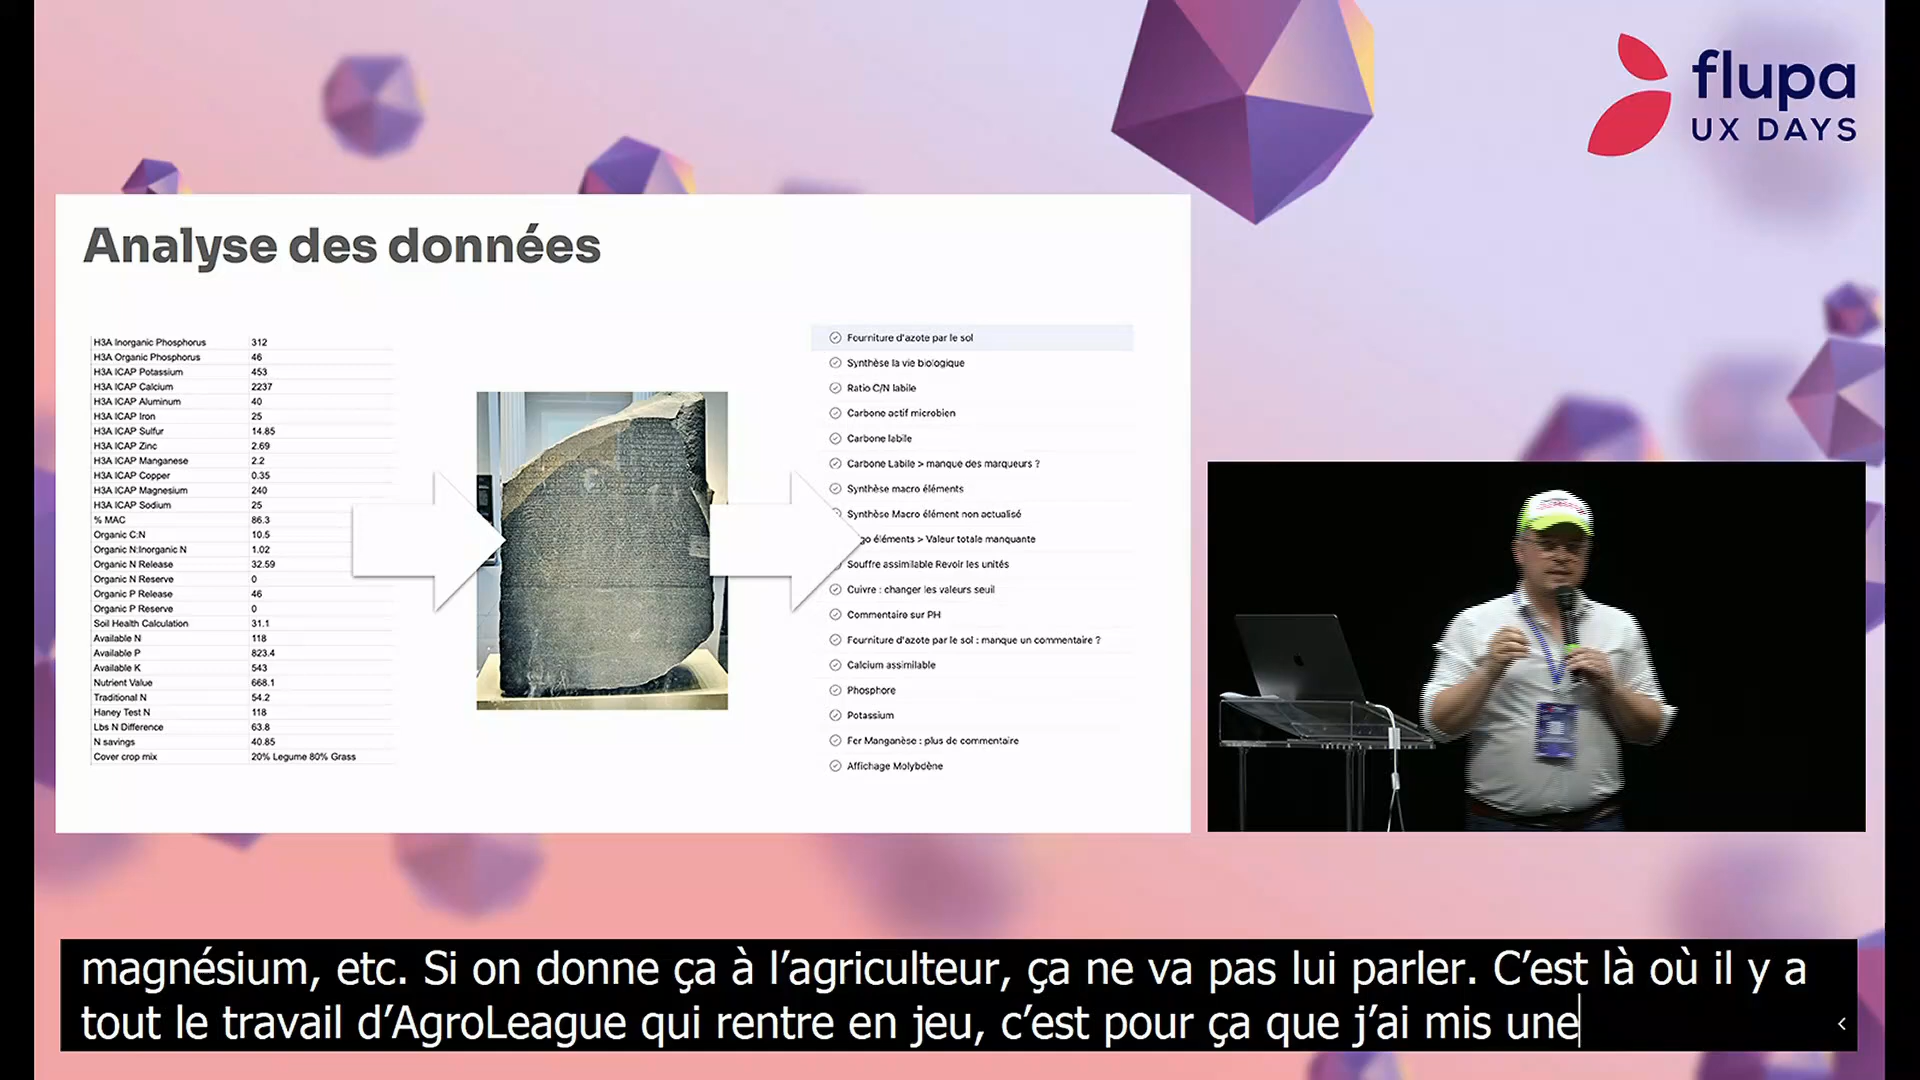 flupa
UX DAYS
Analyse des données
H3A Inorganic Phosphorus 312
H3A Organic Phosphorus 46
H3A ICAP Potassium 453
H3A ICAP Calcium 2237
H3A ICAP Aluminum 40
H3A ICAP Iron 25
H3A ICAP Sulfur 14.85
H3A ICAP Zinc 2.69
H3A ICAP Manganese 2.2
H3A ICAP Copper 0.35
H3A ICAP Magnesium 240
H3A ICAP Sodium 25
% MAC 86.3
Organic C:N 10.5
Organic N:Inorganic N 1.02
Organic N Release 32.59
Organic N Reserve 0
Organic P Release 46
Organic P Reserve 0
Soil Health Calculation 31.1
Available N 118
Available P 823.4
Available K 543
Nutrient Value 668.1
Traditional N 54.2
Haney Test N 118
Lbs N Difference 63.8
N savings 40.85
Cover crop mix 20% Legume 80% Grass
Fourniture d'azote par le sol
Synthèse la vie biologique
Ratio C/N labile
Carbone actif microbien
Carbone labile
Carbone Labile > manque des marqueurs ?
Synthèse macro éléments
Synthèse Macro élément non actualisé
éléments > Valeur totale manquante
Souffre assimilable Revoir les unités
Cuivre : changer les valeurs seuil
Commentaire sur PH
Fourniture d'azote par le sol : manque un commentaire ?
Calcium assimilable
Phosphore
Potassium
Fer Manganèse : plus de commentaire
Affichage Molybdène
magnésium, etc. Si on donne ça à l’agriculteur, ça ne va pas lui parler. C’est là où il y a
tout le travail d’AgroLeague qui rentre en jeu, c’est pour ça que j’ai mis une